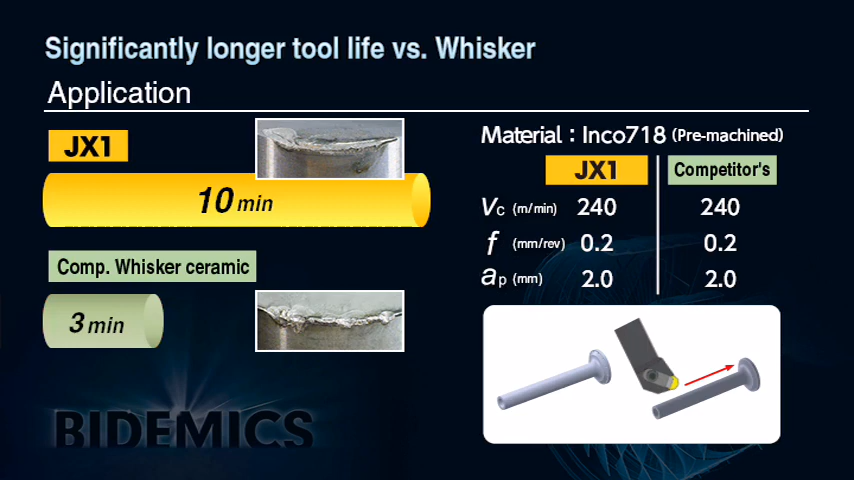 Significantly longer tool life vs. Whisker
Application
JX1
10 min
Comp. Whisker ceramic
3 min
BIDEMICS
Material : Inco718 (Pre-machined)
JX1 Competitor's
Vc (m/min) 240 240
f (mm/rev) 0.2 0.2
ap (mm) 2.0 2.0